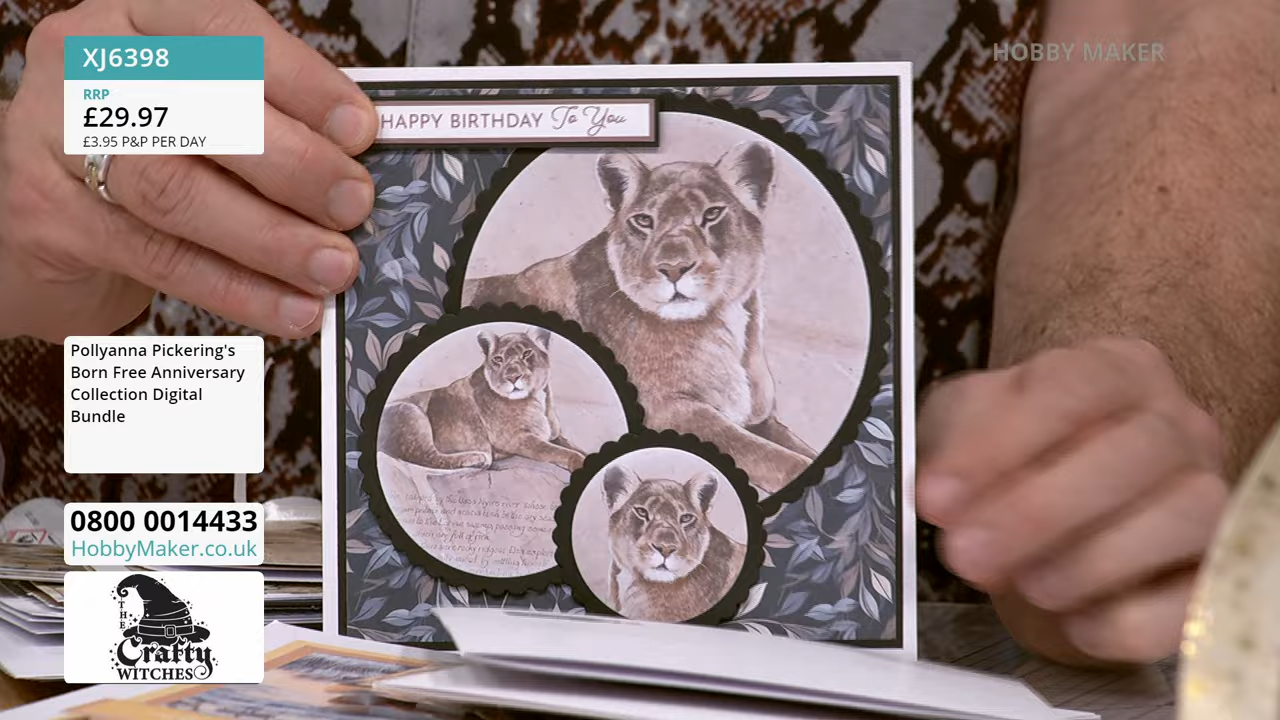 XJ6398
RRP
£29.97
£3.95 P&P PER DAY
HOBBY MAKER
HAPPY BIRTHDAY To You
Pollyanna Pickering's
Born Free Anniversary
Collection Digital
Bundle
0800 0014433
HobbyMaker.co.uk
THE
Crafty
WITCHES